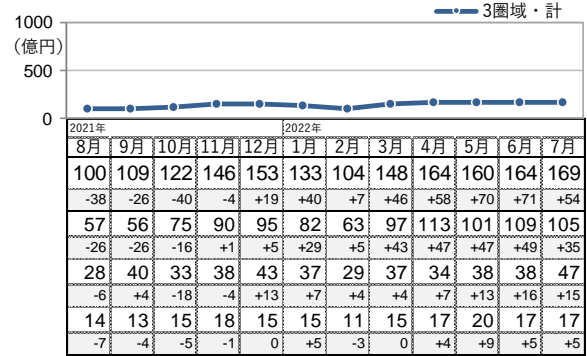 3圏域・計
1000
(億円)
500
0
2021年 2022年
8月 9月 10月 11月 12月 1月 2月 3月 4月 5月 6月 7月
100 109 122 146 153 133 104 148 164 160 164 169
-38 -26 -40 -4 +19 +40 +7 +46 +58 +70 +71 +54
57 56 75 90 95 82 63 97 113 101 109 105
-26 -26 -16 +1 +5 +29 +5 +43 +47 +47 +49 +35
28 40 33 38 43 37 29 37 34 38 38 47
-6 +4 -18 -4 +13 +7 +4 +4 +7 +13 +16 +15
14 13 15 18 15 15 11 15 17 20 17 17
-7 -4 -5 -1 0 +5 -3 0 +4 +9 +5 +5